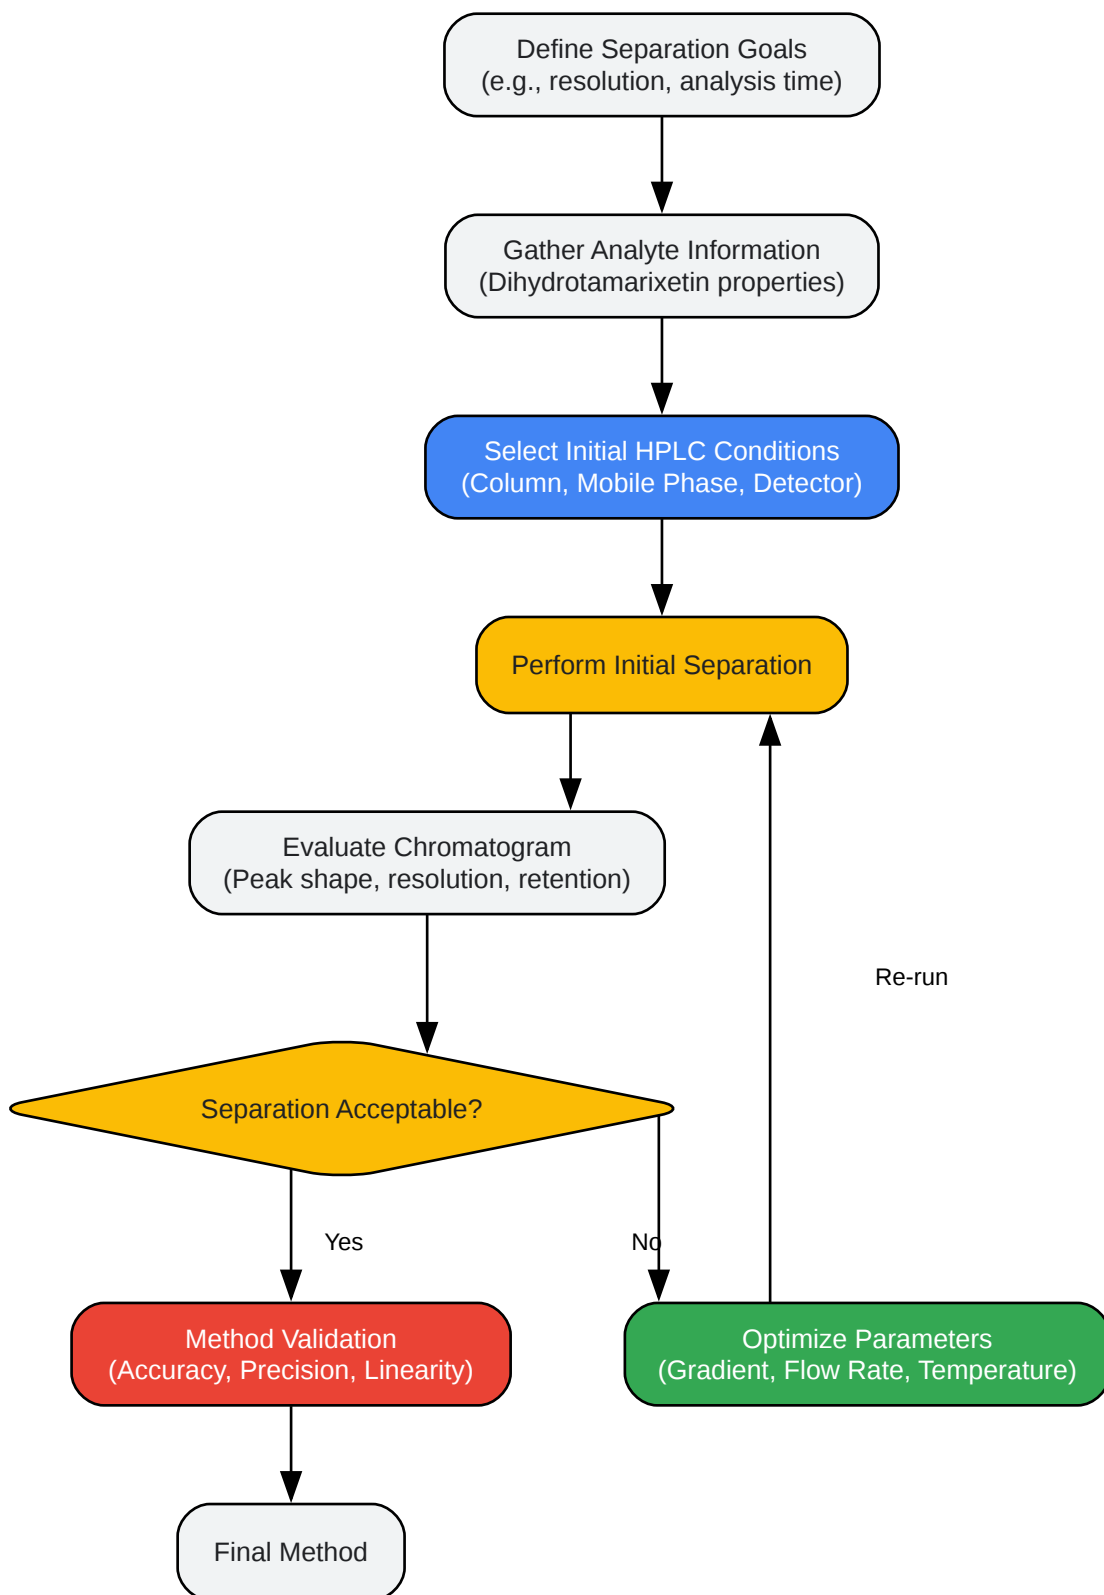 Define Separation Goals
(e.g., resolution, analysis time)
Gather Analyte Information
(Dihydrotamarixetin properties)
Select Initial HPLC Conditions
(Column, Mobile Phase, Detector)
Perform Initial Separation
Evaluate Chromatogram
(Peak shape, resolution, retention)
Re-run
Separation Acceptable?
Yes
No
Method Validation
(Accuracy, Precision, Linearity)
Optimize Parameters
(Gradient, Flow Rate, Temperature)
Final Method